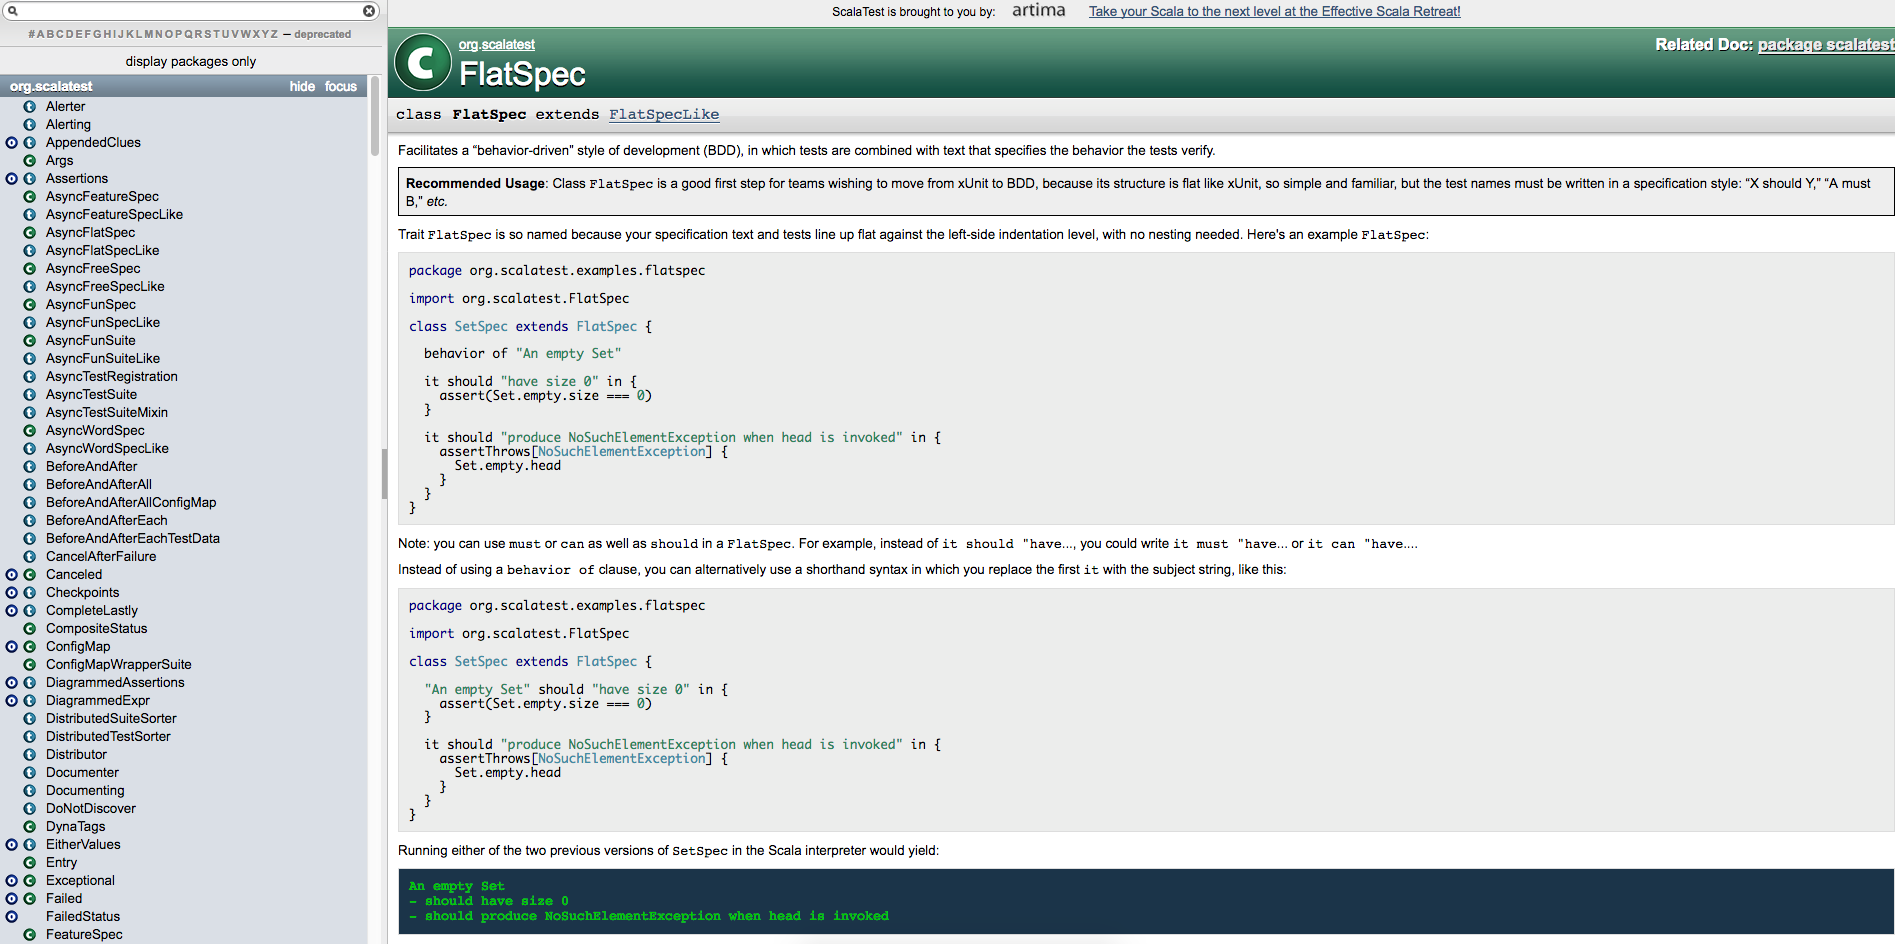 #ABCDEFGHIJKLMNOPQRSTUVWXYZ – deprecated
display packages only
org.scalatest hide focus
Alerter
Alerting
AppendedClues
Args
Assertions
AsyncFeatureSpec
AsyncFeatureSpecLike
AsyncFlatSpec
AsyncFlatSpecLike
AsyncFreeSpec
AsyncFreeSpecLike
AsyncFunSpec
AsyncFunSpecLike
AsyncFunSuite
AsyncFunSuiteLike
AsyncTestRegistration
AsyncTestSuite
AsyncTestSuiteMixin
AsyncWordSpec
AsyncWordSpecLike
BeforeAndAfter
BeforeAndAfterAll
BeforeAndAfterAllConfigMap
BeforeAndAfterEach
BeforeAndAfterEachTestData
CancelAfterFailure
Canceled
Checkpoints
CompleteLastly
CompositeStatus
ConfigMap
ConfigMapWrapperSuite
DiagrammedAssertions
DiagrammedExpr
DistributedSuiteSorter
DistributedTestSorter
Distributor
Documenter
Documenting
DoNotDiscover
DynaTags
EitherValues
Entry
Exceptional
Failed
FailedStatus
FeatureSpec
ScalaTest is brought to you by: artima Take your Scala to the next level at the Effective Scala Retreat!
org.scalatest
FlatSpec
Related Doc: package scalatest
class FlatSpec extends FlatSpecLike
Facilitates a “behavior-driven” style of development (BDD), in which tests are combined with text that specifies the behavior the tests verify.
Recommended Usage: Class FlatSpec is a good first step for teams wishing to move from xUnit to BDD, because its structure is flat like xUnit, so simple and familiar, but the test names must be written in a specification style: “X should Y,” “A must
B,” etc.
Trait FlatSpec is so named because your specification text and tests line up flat against the left-side indentation level, with no nesting needed. Here's an example FlatSpec:
package org.scalatest.examples.flatspec
import org.scalatest.FlatSpec
class SetSpec extends FlatSpec {
behavior of "An empty Set"
it should "have size 0" in {
assert(Set.empty.size === 0)
}
it should "produce NoSuchElementException when head is invoked" in {
assertThrows[NoSuchElementException] {
Set.empty.head
}
}
}
Note: you can use must or can as well as should in a FlatSpec. For example, instead of it should "have..., you could write it must "have... or it can "have....
Instead of using a behavior of clause, you can alternatively use a shorthand syntax in which you replace the first it with the subject string, like this:
package org.scalatest.examples.flatspec
import org.scalatest.FlatSpec
class SetSpec extends FlatSpec {
"An empty Set" should "have size 0" in {
assert(Set.empty.size === 0)
}
it should "produce NoSuchElementException when head is invoked" in {
assertThrows[NoSuchElementException] {
Set.empty.head
}
}
}
Running either of the two previous versions of SetSpec in the Scala interpreter would yield:
An empty Set
- should have size 0
- should produce NoSuchElementException when head is invoked